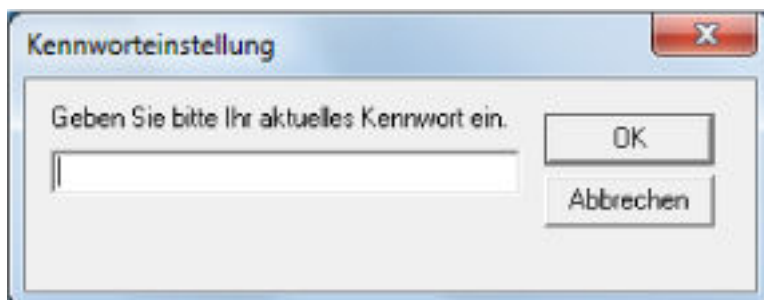 Kennworteinstellung
Geben Sie bitte Ihr aktuelles Kennwort ein.
OK
Abbrechen